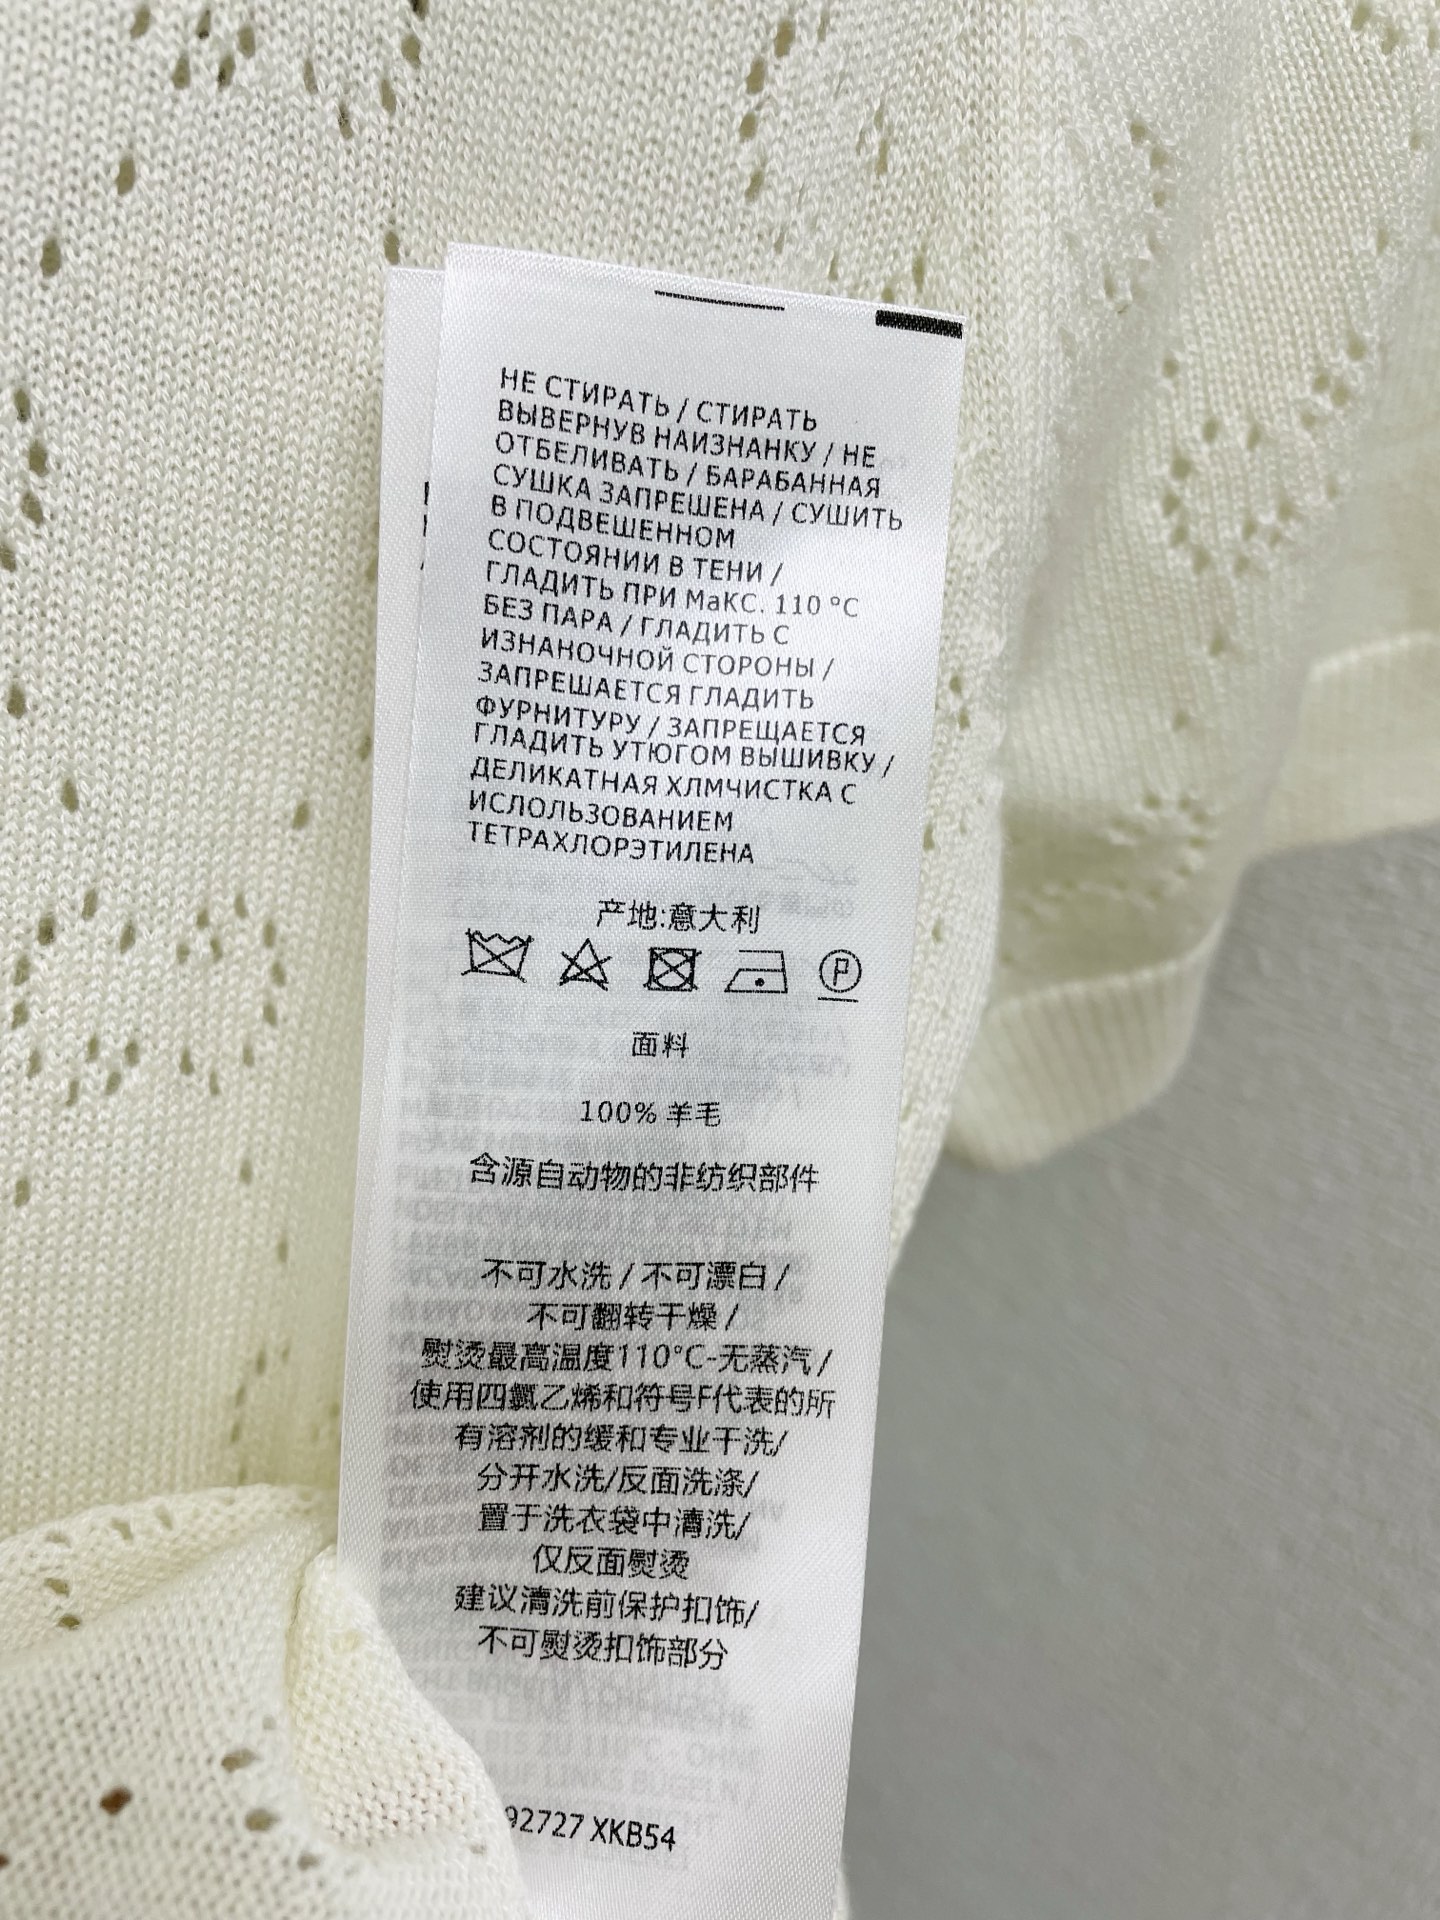 НЕ СТИРАТЬ / СТИРАТЬ
ВЫВЕРНУВ НАИЗНАНКУ / НЕ
ОТБЕЛИВАТЬ / БАРАБАННАЯ
СУШКА ЗАПРЕШЕНА / СУШИТЬ
В ПОДВЕШЕННОМ
СОСТОЯНИИ В ТЕНИ /
ГЛАДИТЬ ПРИ МаКС. 110 °C
БЕЗ ПАРА / ГЛАДИТЬ С
ИЗНАНОЧНОЙ СТОРОНЫ /
ЗАПРЕШАЕТСЯ ГЛАДИТЬ
ФУРНИТУРУ / ЗАПРЕЩАЕТСЯ
ГЛАДИТЬ УТЮГОМ ВЫШИВКУ /
ДЕЛИКАТНАЯ ХЛМЧИСТКА С
ИСЛОЛЬЗОВАНИЕМ
ТЕТРАХЛОРЭТИЛЕНА
产地:意大利
P
面料
100% 羊毛
含源自动物的非纺织部件
不可水洗 / 不可漂白 /
不可翻转干燥 /
熨烫最高温度110°C-无蒸汽 /
使用四氯乙烯和符号F代表的所
有溶剂的缓和专业干洗/
分开水洗/反面洗涤/
置于洗衣袋中清洗/
仅反面熨烫
建议清洗前保护扣饰/
不可熨烫扣饰部分
92727 XKB54